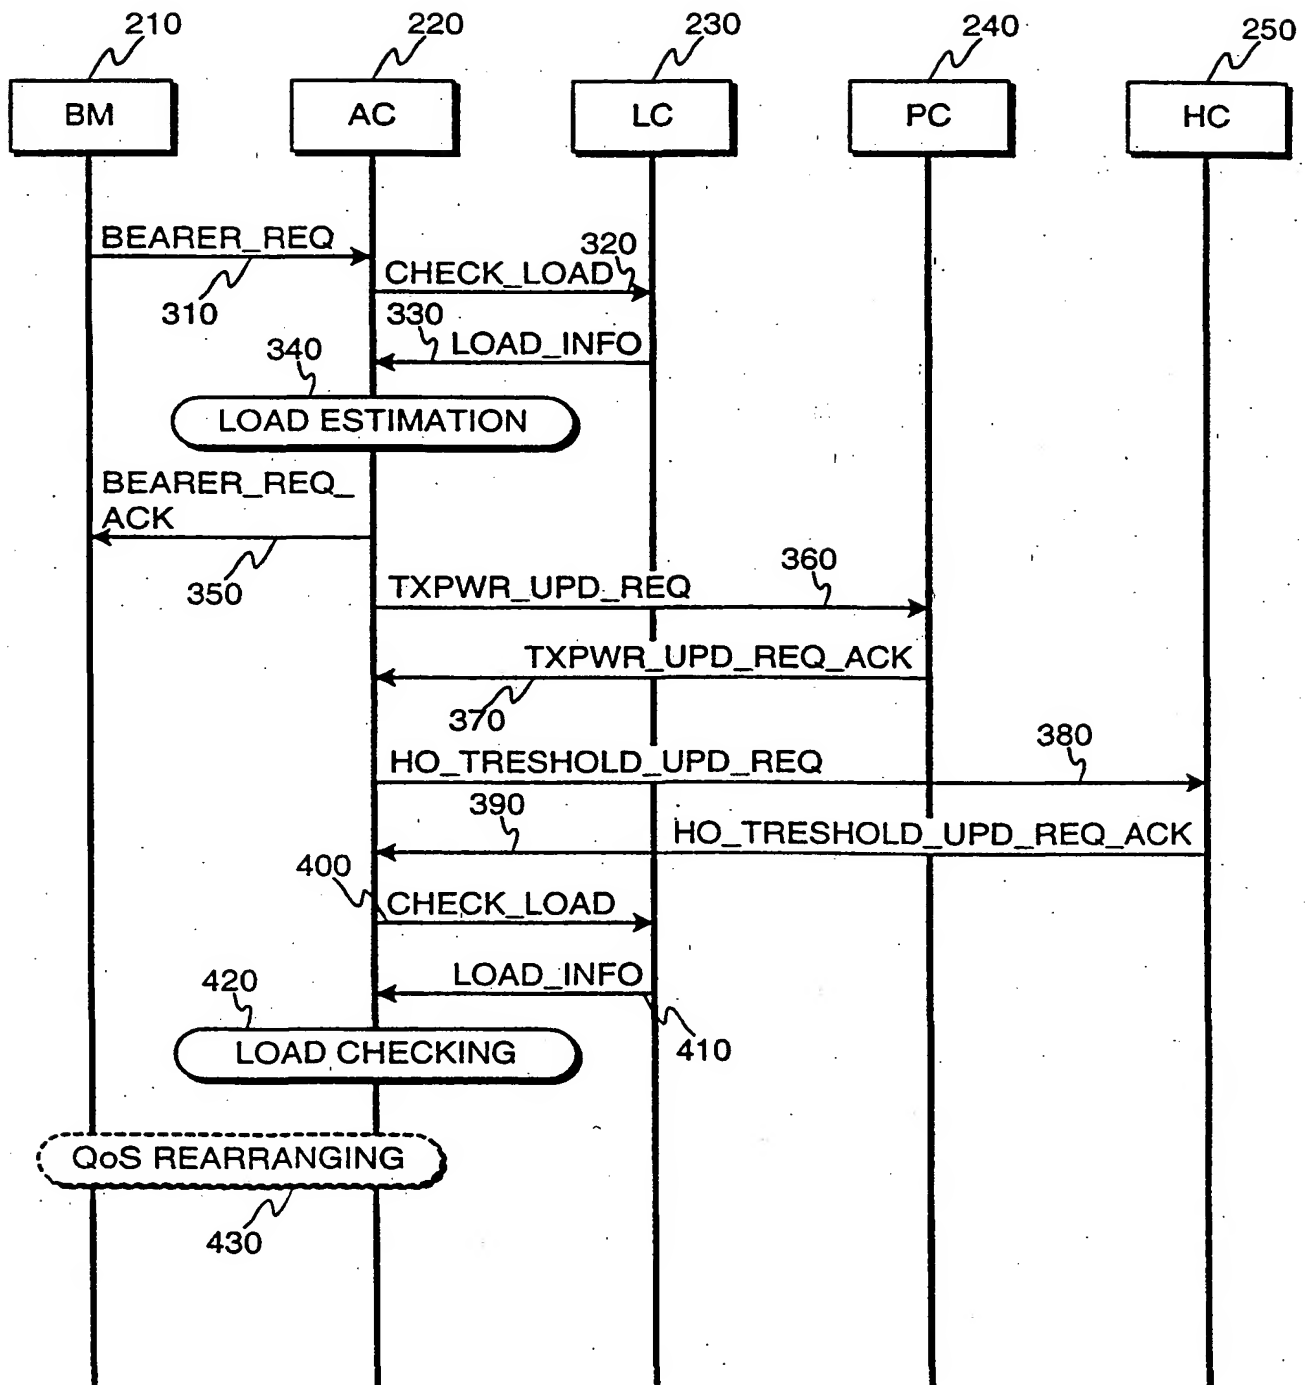 210
220
230
240
250
BM
AC
LC
PC
HC
BEARER_REQ
310
320
CHECK_LOAD
330
LOAD_INFO
340
LOAD ESTIMATION
BEARER_REQ_
ACK
350
360
TXPWR_UPD_REQ
TXPWR_UPD_REQ_ACK
370
380
HO_TRESHOLD_UPD_REQ
390
HO_TRESHOLD_UPD_REQ_ACK
400
CHECK_LOAD
LOAD_INFO
410
420
LOAD CHECKING
QoS REARRANGING
430